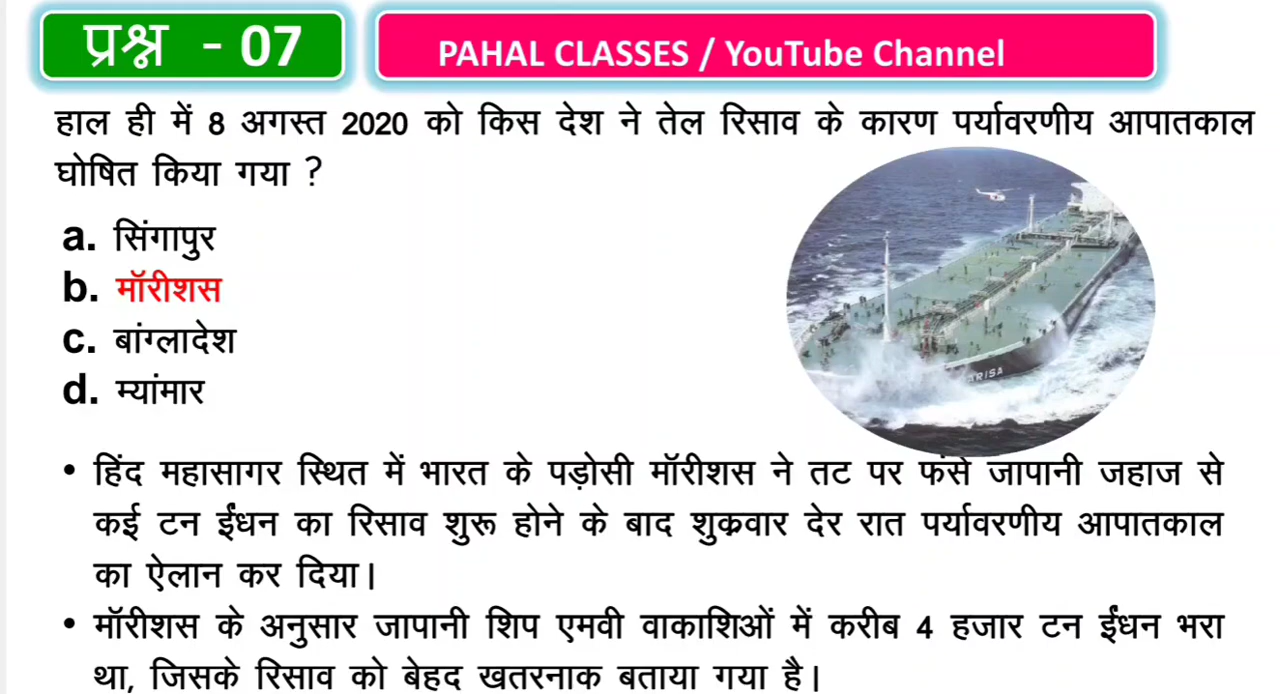 प्रश्न - 07
PAHAL CLASSES / YouTube Channel
हाल ही में 8 अगस्त 2020 को किस देश ने तेल रिसाव के कारण पर्यावरणीय आपातकाल
घोषित किया गया ?
a. सिंगापुर
b. मॉरीशस
c. बांग्लादेश
d. म्यांमार
ARISA
• हिंद महासागर स्थित में भारत के पड़ोसी मॉरीशस ने तट पर फंसे जापानी जहाज से
कई टन ईंधन का रिसाव शुरू होने के बाद शुक्रवार देर रात पर्यावरणीय आपातकाल
का ऐलान कर दिया।
• मॉरीशस के अनुसार जापानी शिप एमवी वाकाशिओं में करीब 4 हजार टन ईंधन भरा
था, जिसके रिसाव को बेहद खतरनाक बताया गया है।